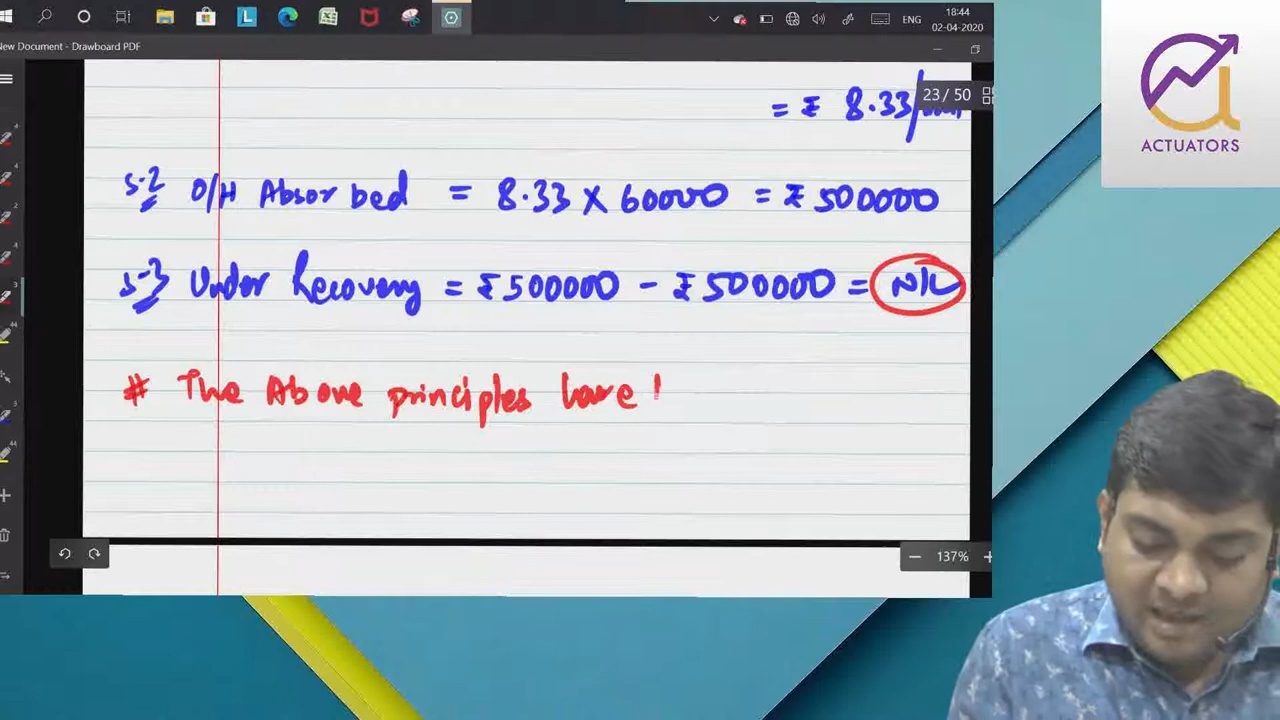 18:44
ENG
02-04-2020
New Document - Drawboard PDF
23 / 50
= ₹ 8.33/
S-2 O/H Absorbed = 8.33 X 60000 = ₹ 500000
S-3 Under Recovery = ₹ 500000 - ₹ 500000 = NIL
# The Above principles have
137%
ACTUATORS